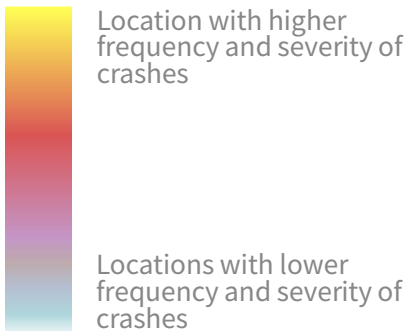 Location with higher
frequency and severity of
crashes
Locations with lower
frequency and severity of
crashes